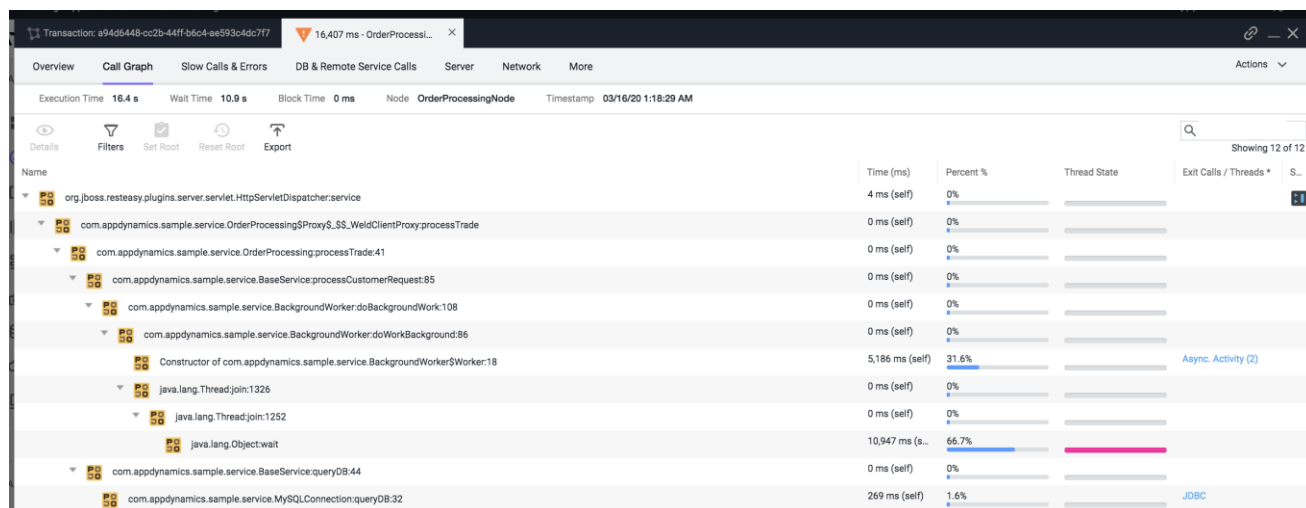 Transaction: a94d6448-cc2b-44ff-b6c4-ae593c4dc7f7 16,407 ms - OrderProcessi...
Overview Call Graph Slow Calls & Errors DB & Remote Service Calls Server Network More Actions
Execution Time 16.4 s Wait Time 10.9 s Block Time 0 ms Node OrderProcessingNode Timestamp 03/16/20 1:18:29 AM
Details Filters Set Root Reset Root Export
Showing 12 of 12
Name Time (ms) Percent % Thread State Exit Calls / Threads * S...
org.jboss.resteasy.plugins.server.servlet.HttpServletDispatcher:service 4 ms (self) 0%
com.appdynamics.sample.service.OrderProcessing$Proxy$_$$_WeldClientProxy:processTrade 0 ms (self) 0%
com.appdynamics.sample.service.OrderProcessing:processTrade:41 0 ms (self) 0%
com.appdynamics.sample.service.BaseService:processCustomerRequest:85 0 ms (self) 0%
com.appdynamics.sample.service.BackgroundWorker:doBackgroundWork:108 0 ms (self) 0%
com.appdynamics.sample.service.BackgroundWorker:doWorkBackground:86 0 ms (self) 0%
Constructor of com.appdynamics.sample.service.BackgroundWorker$Worker:18 5,186 ms (self) 31.6% Async. Activity (2)
java.lang.Thread:join:1326 0 ms (self) 0%
java.lang.Thread:join:1252 0 ms (self) 0%
java.lang.Object:wait 10,947 ms (s... 66.7%
com.appdynamics.sample.service.BaseService:queryDB:44 0 ms (self) 0%
com.appdynamics.sample.service.MySQLConnection:queryDB:32 269 ms (self) 1.6% JDBC